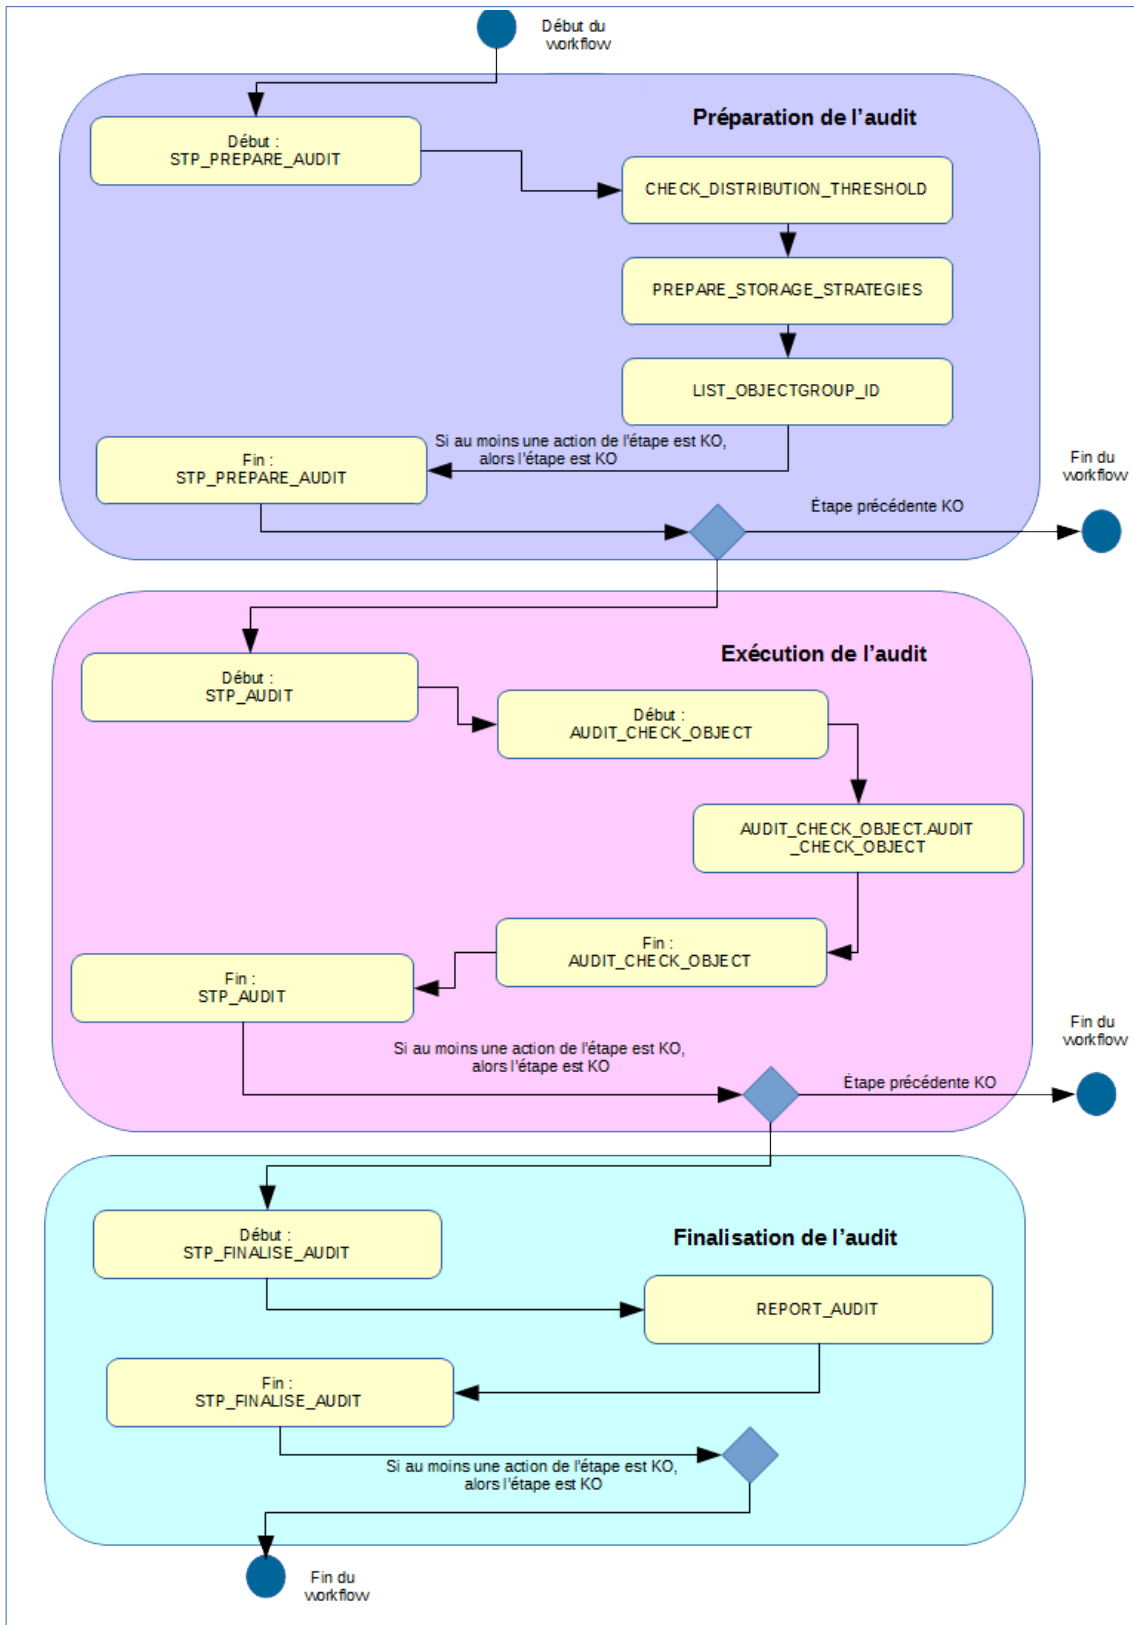 Début du
workflow
Préparation de l'audit
Début :
STP_PREPARE_AUDIT
CHECK_DISTRIBUTION_THRESHOLD
PREPARE_STORAGE_STRATEGIES
LIST_OBJECTGROUP_ID
Si au moins une action de l'étape est KO,
alors l'étape est KO
Fin :
STP_PREPARE_AUDIT
Fin du
workflow
Étape précédente KO
Exécution de l'audit
Début :
STP_AUDIT
Début :
AUDIT_CHECK_OBJECT
AUDIT_CHECK_OBJECT.AUDIT
_CHECK_OBJECT
Fin :
AUDIT_CHECK_OBJECT
Fin :
STP_AUDIT
Fin du
workflow
Si au moins une action de l'étape est KO,
alors l'étape est KO
Étape précédente KO
Début :
STP_FINALISE_AUDIT
Finalisation de l'audit
REPORT_AUDIT
Fin :
STP_FINALISE_AUDIT
Si au moins une action de l'étape est KO,
alors l'étape est KO
Fin du
workflow